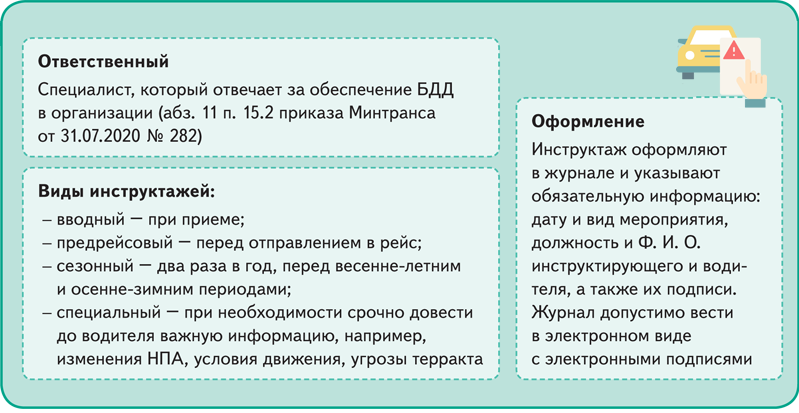 Ответственный
Специалист, который отвечает за обеспечение БДД
в организации (абз. 11 п. 15.2 приказа Минтранса
от 31.07.2020 № 282)
Виды инструктажей:
– вводный — при приеме;
– предрейсовый — перед отправлением в рейс;
– сезонный — два раза в год, перед весенне-летним
и осенне-зимним периодами;
– специальный — при необходимости срочно довести
до водителя важную информацию, например,
изменения НПА, условия движения, угрозы терракта
Оформление
Инструктаж оформляют
в журнале и указывают
обязательную информацию:
дату и вид мероприятия,
должность и Ф. И. О.
инструктирующего и води-
теля, а также их подписи.
Журнал допустимо вести
в электронном виде
с электронными подписями